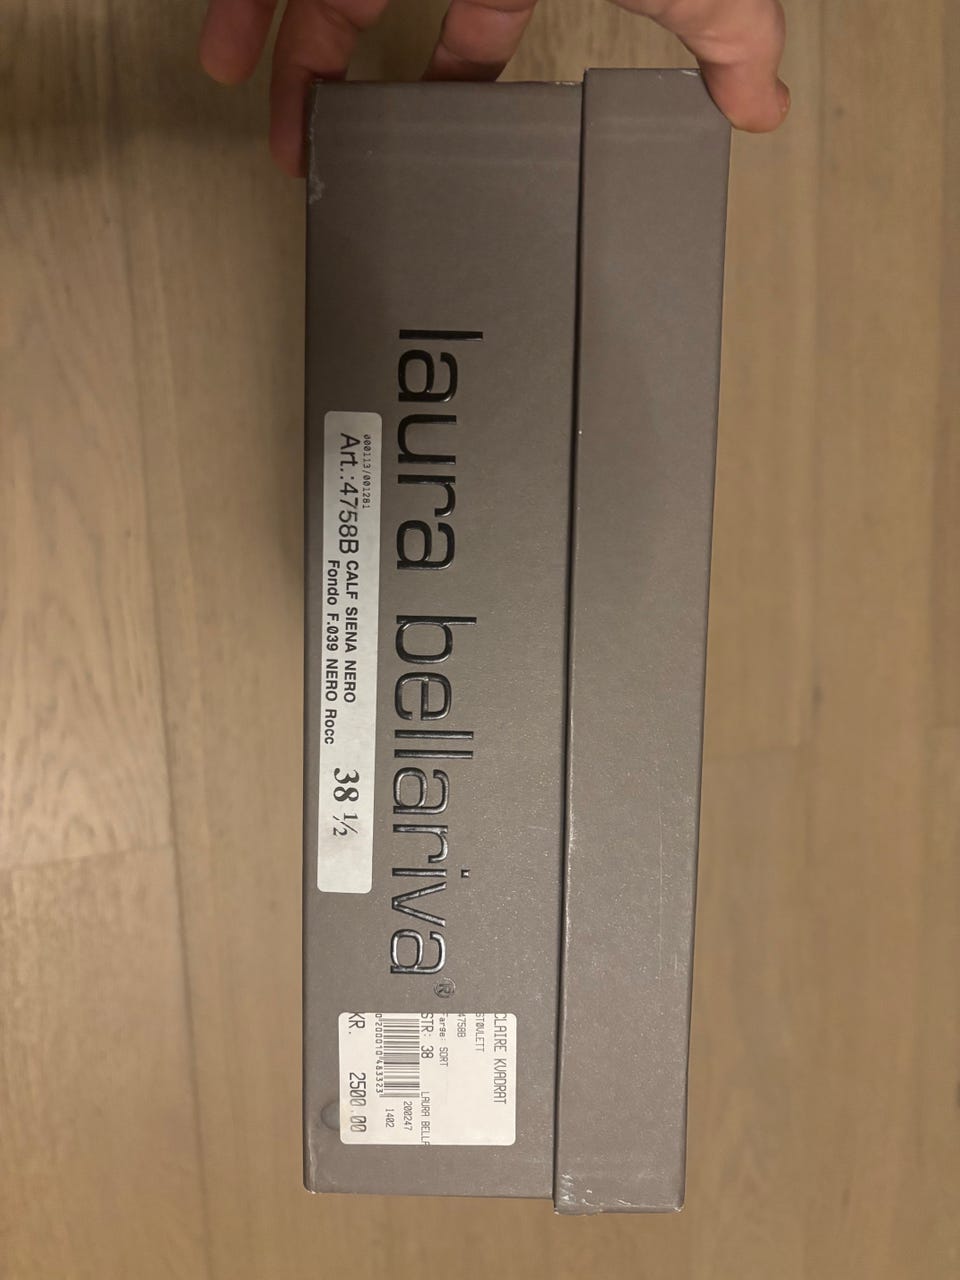 laura bellariva®
000113/001281
Art.:4758B CALF SIENA NERO
Fondo F.039 NERO Rocc
38 ½
CLAIRE KVADRAT
STØVLETT
4758B
Farge: SORT
STR: 38 LAURA BELLA
200247
1402
KR. 2500.00